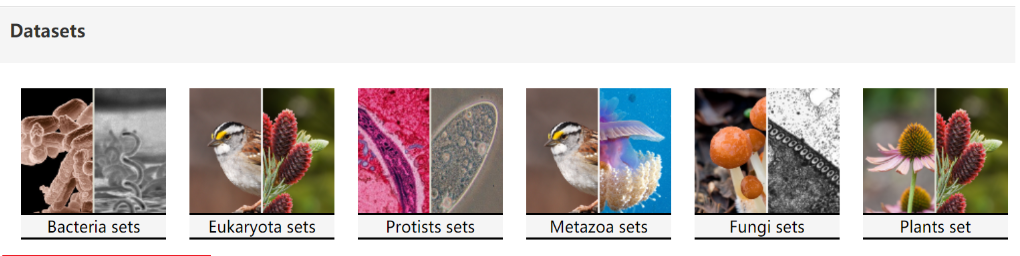 Datasets
Bacteria sets
Eukaryota sets
Protists sets
Metazoa sets
Fungi sets
Plants set